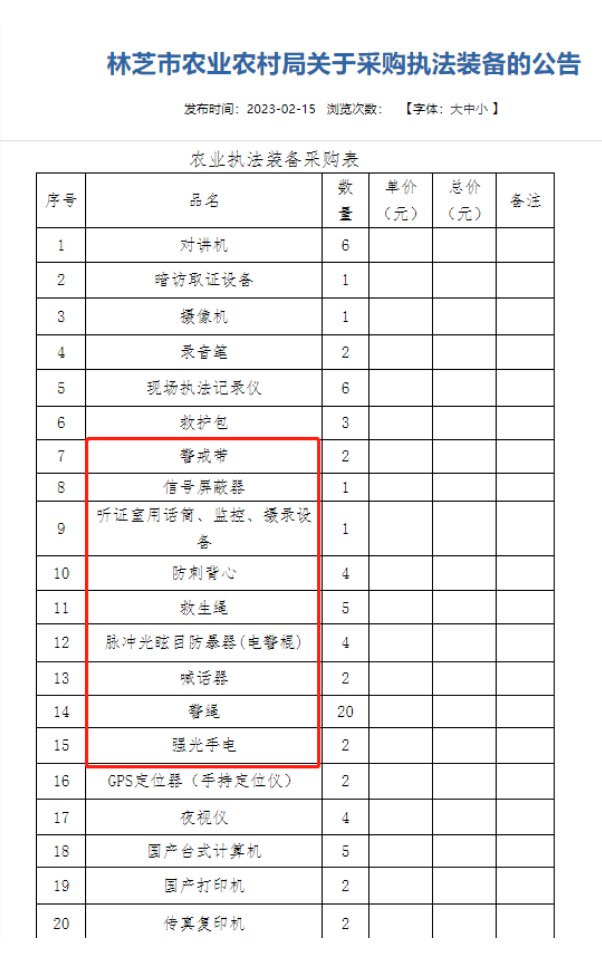 林芝市农业农村局关于采购执法装备的公告
发布时间：2023-02-15 浏览次数： 【字体：大中小】
农业执法装备采购表
序号 品名 数量 单价（元） 总价（元） 备注
1 对讲机 6
2 暗访取证设备 1
3 摄像机 1
4 录音笔 2
5 现场执法记录仪 6
6 救护包 3
7 警戒带 2
8 信号屏蔽器 1
9 听证室用话筒、监控、摄录设备 1
10 防刺背心 4
11 救生绳 5
12 脉冲光眩目防暴器(电警棍) 4
13 喊话器 2
14 警绳 20
15 强光手电 2
16 GPS定位器（手持定位仪） 2
17 夜视仪 4
18 国产台式计算机 5
19 国产打印机 2
20 传真复印机 2